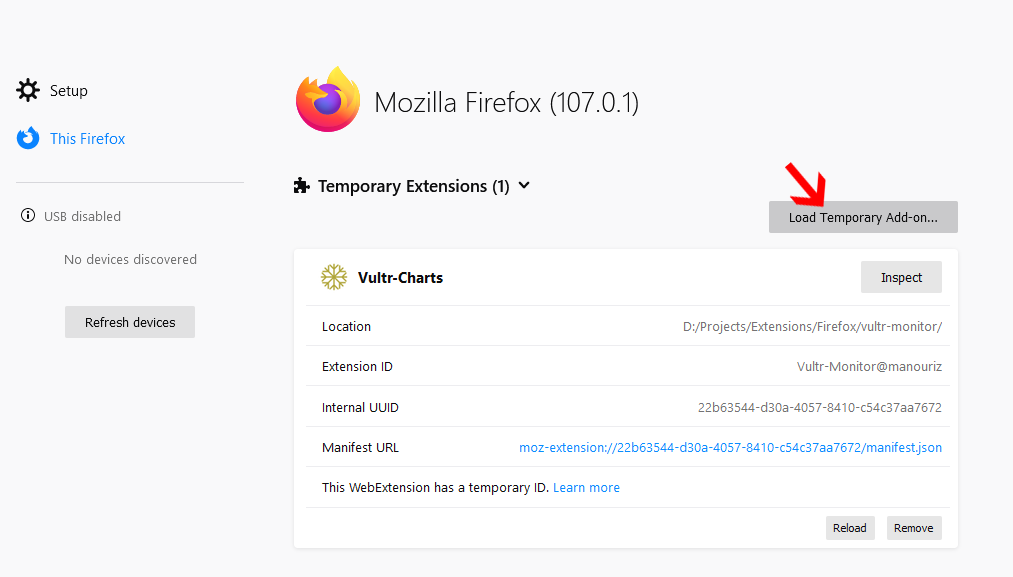 Setup
This Firefox
USB disabled
No devices discovered
Refresh devices
Mozilla Firefox (107.0.1)
Temporary Extensions (1)
Load Temporary Add-on...
Vultr-Charts
Inspect
Location D:/Projects/Extensions/Firefox/vultr-monitor/
Extension ID Vultr-Monitor@manouriz
Internal UUID 22b63544-d30a-4057-8410-c54c37aa7672
Manifest URL moz-extension://22b63544-d30a-4057-8410-c54c37aa7672/manifest.json
This WebExtension has a temporary ID. Learn more
Reload Remove